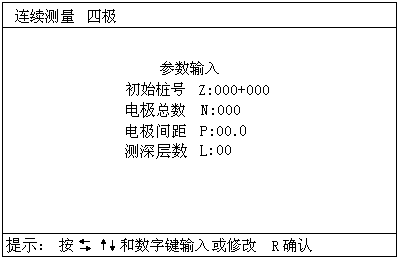 连续测量 四极
参数输入
初始桩号 Z:000+000
电极总数 N:000
电极间距 P:00.0
测深层数 L:00
提示: 按⇆ ↑↓和数字键输入或修改 R确认